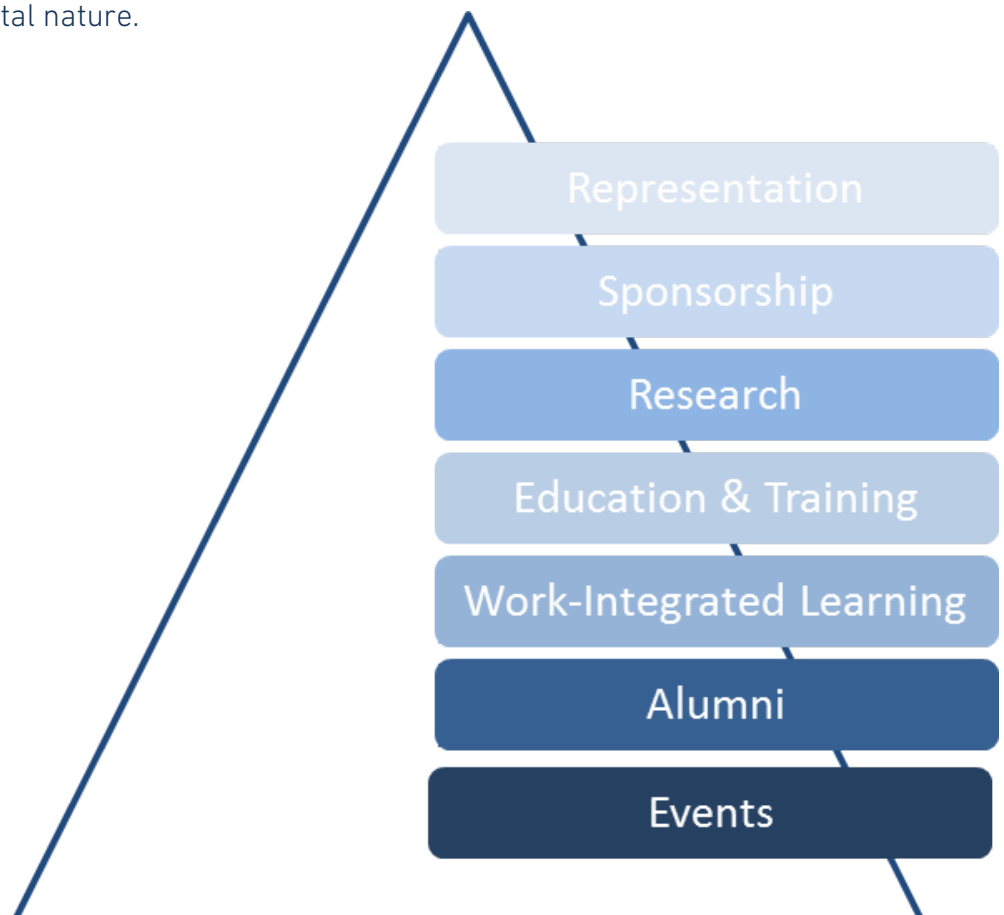 tal nature.
Representation
Sponsorship
Research
Education & Training
Work-Integrated Learning
Alumni
Events